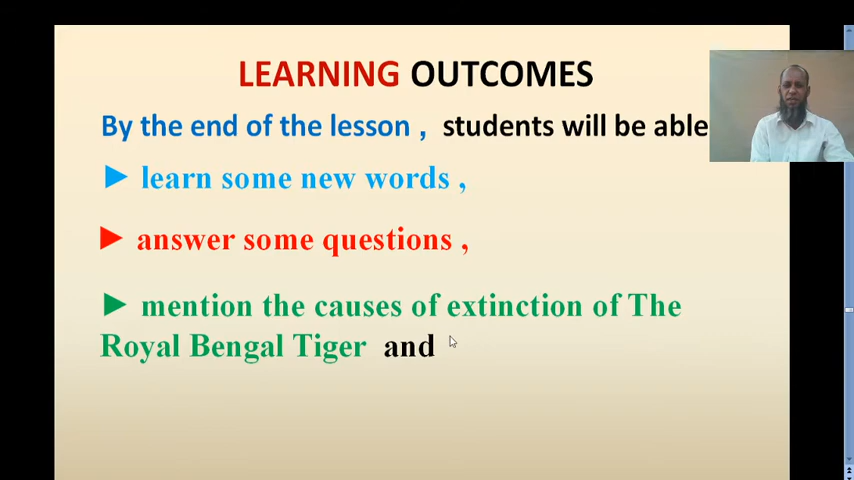 LEARNING OUTCOMES
By the end of the lesson , students will be able
► learn some new words ,
► answer some questions ,
► mention the causes of extinction of The
Royal Bengal Tiger and